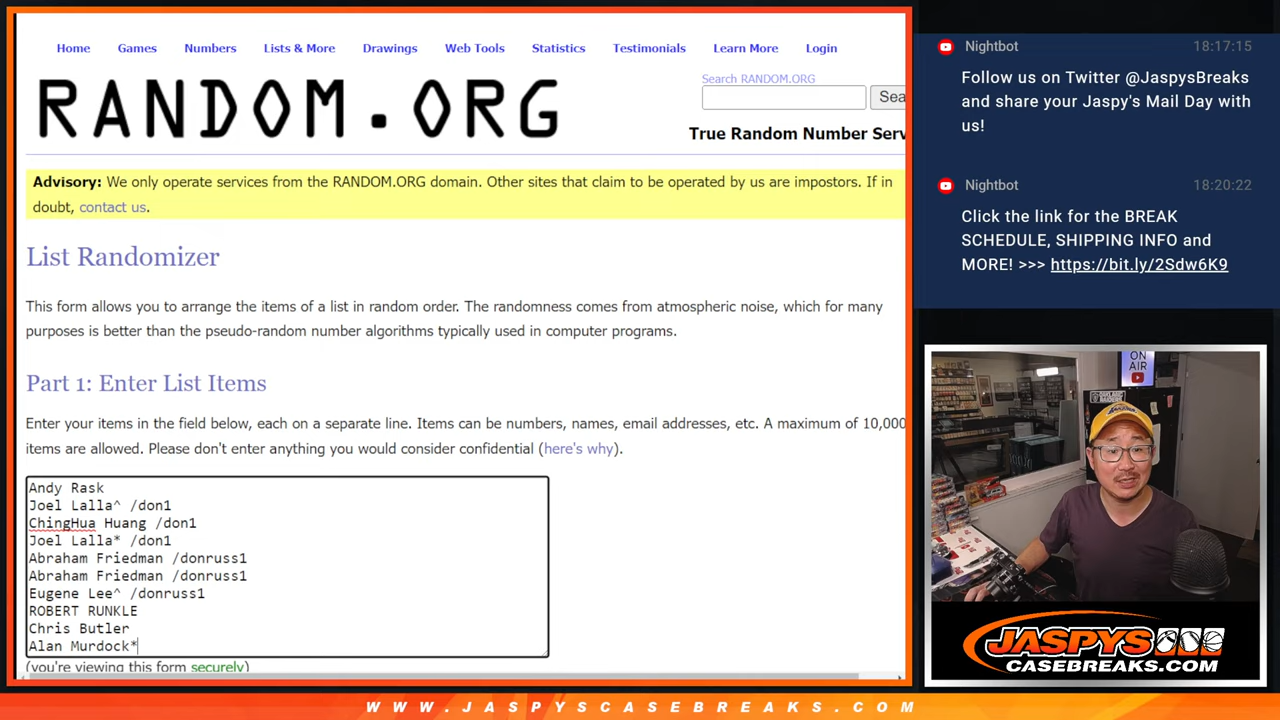 Home Games Numbers Lists & More Drawings Web Tools Statistics Testimonials Learn More Login
RANDOM.ORG
Search RANDOM.ORG
Sea
True Random Number Serv
Advisory: We only operate services from the RANDOM.ORG domain. Other sites that claim to be operated by us are impostors. If in
doubt, contact us.
List Randomizer
This form allows you to arrange the items of a list in random order. The randomness comes from atmospheric noise, which for many
purposes is better than the pseudo-random number algorithms typically used in computer programs.
Part 1: Enter List Items
Enter your items in the field below, each on a separate line. Items can be numbers, names, email addresses, etc. A maximum of 10,000
items are allowed. Please don't enter anything you would consider confidential (here's why).
Andy Rask
Joel Lalla^ /don1
ChingHua Huang /don1
Joel Lalla* /don1
Abraham Friedman /donruss1
Abraham Friedman /donruss1
Eugene Lee^ /donruss1
ROBERT RUNKLE
Chris Butler
Alan Murdock*
(you're viewing this form securely)
Nightbot 18:17:15
Follow us on Twitter @JaspysBreaks
and share your Jaspy's Mail Day with
us!
Nightbot 18:20:22
Click the link for the BREAK
SCHEDULE, SHIPPING INFO and
MORE! >>> https://bit.ly/2Sdw6K9
ON
AIR
JASPYS
CASEBREAKS.COM
WWW.JASPYSCASEBREAKS.COM